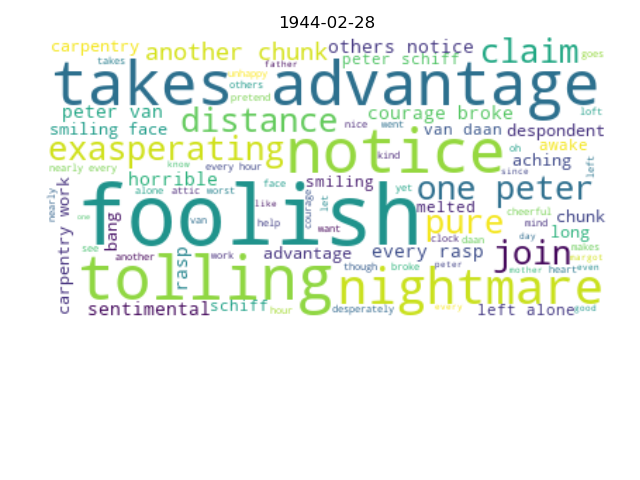 1944-02-28
carpentry another chunk others notice claim goes
takes father peter schiff
takes advantage
unhappy others pretend
peter van distance courage broke loft
smiling face nice went van daan despondent
exasperating notice awake
kind oh aching since left
nearly every know every hour
horrible face smiling yet one peter
nearly carpentry work alone attic worst courage let melted cheerful
foolish
like want pure mind chunk
one van help clock daan day long
bang see another work advantage every rasp join makes
rasp though broke peter margot
tolling mother heart even
nightmare
sentimental schiff hour desperately every left alone good